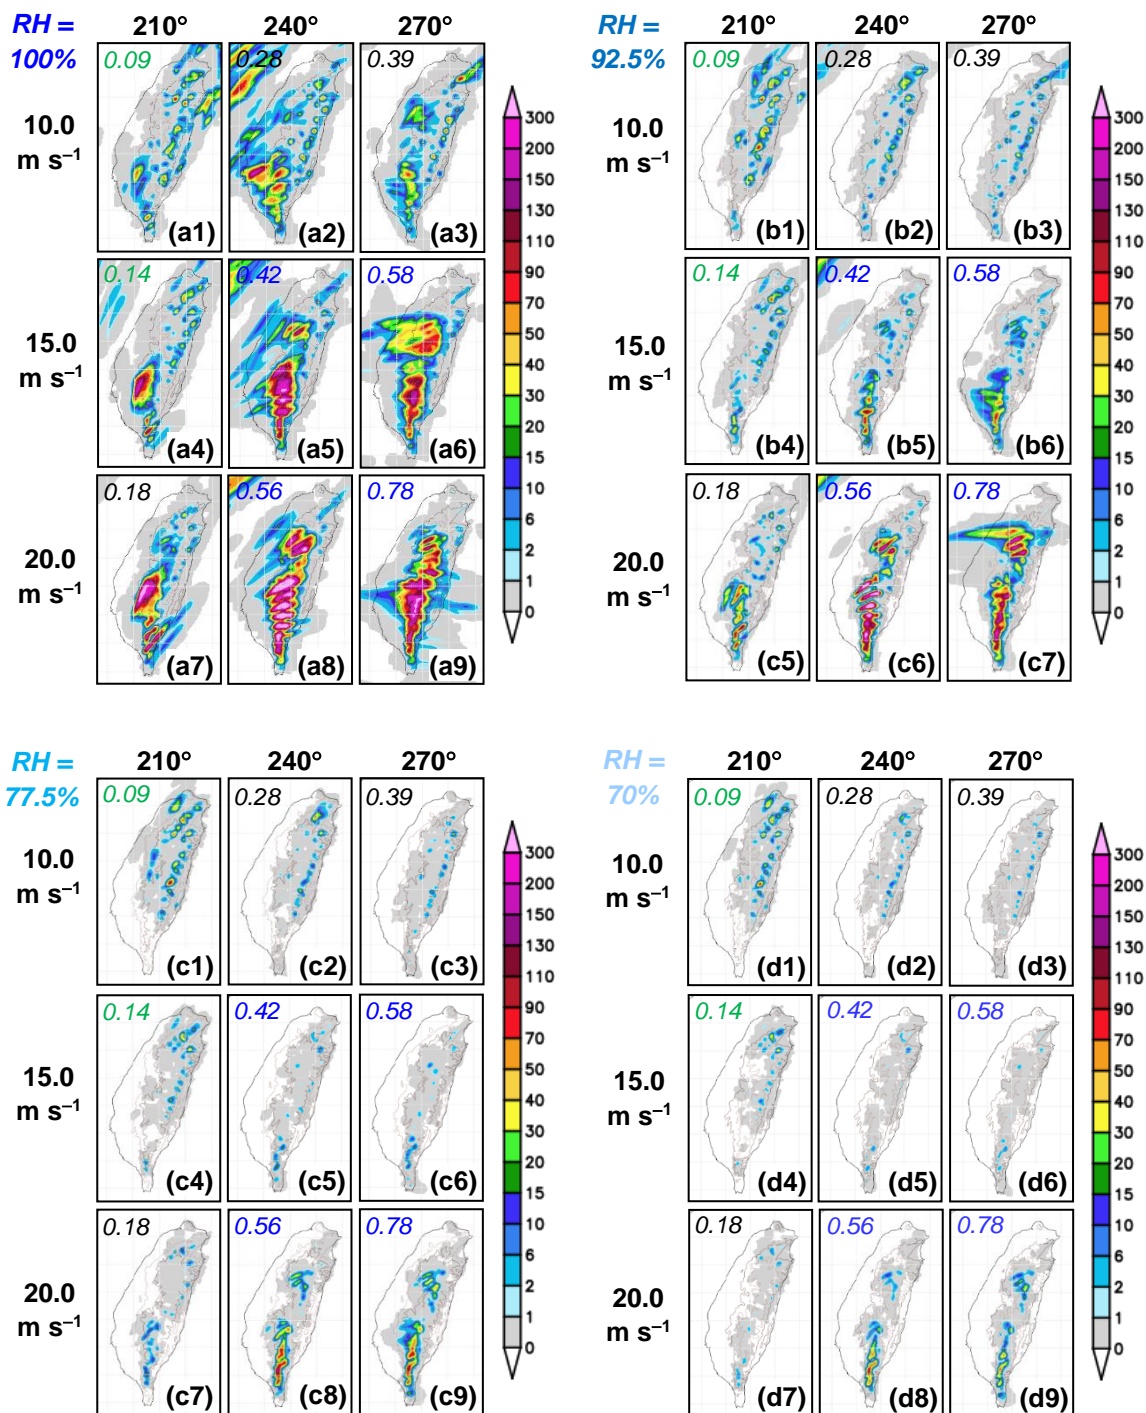 RH = 210° 240° 270°
100% 0.09 0.28 0.39
10.0
m s⁻¹
(a1) (a2) (a3)
0.14 0.42 0.58
15.0
m s⁻¹
(a4) (a5) (a6)
0.18 0.56 0.78
20.0
m s⁻¹
(a7) (a8) (a9)
300
200
150
130
110
90
70
50
40
30
20
15
10
6
2
1
0
RH = 210° 240° 270°
92.5% 0.09 0.28 0.39
10.0
m s⁻¹
(b1) (b2) (b3)
0.14 0.42 0.58
15.0
m s⁻¹
(b4) (b5) (b6)
0.18 0.56 0.78
20.0
m s⁻¹
(c5) (c6) (c7)
300
200
150
130
110
90
70
50
40
30
20
15
10
6
2
1
0
RH = 210° 240° 270°
77.5% 0.09 0.28 0.39
10.0
m s⁻¹
(c1) (c2) (c3)
0.14 0.42 0.58
15.0
m s⁻¹
(c4) (c5) (c6)
0.18 0.56 0.78
20.0
m s⁻¹
(c7) (c8) (c9)
300
200
150
130
110
90
70
50
40
30
20
15
10
6
2
1
0
RH = 210° 240° 270°
70% 0.09 0.28 0.39
10.0
m s⁻¹
(d1) (d2) (d3)
0.14 0.42 0.58
15.0
m s⁻¹
(d4) (d5) (d6)
0.18 0.56 0.78
20.0
m s⁻¹
(d7) (d8) (d9)
300
200
150
130
110
90
70
50
40
30
20
15
10
6
2
1
0